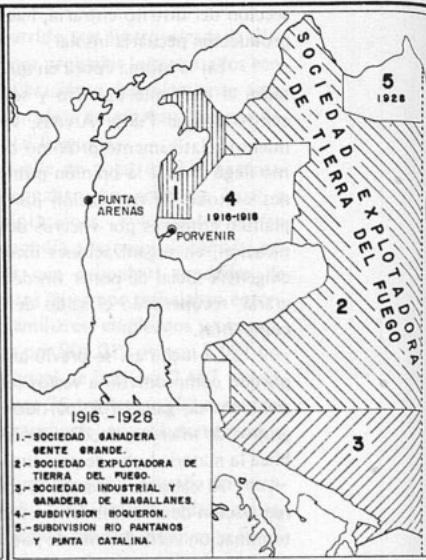 SOCIEDAD EXPLOTADORA
DE TIERRA DEL FUEGO
5
1928
PUNTA
ARENAS
1
4
1916-1918
PORVENIR
2
3
1916-1928
1.-SOCIEDAD GANADERA
GENTE GRANDE.
2.-SOCIEDAD EXPLOTADORA DE
TIERRA DEL FUEGO.
3.-SOCIEDAD INDUSTRIAL Y
GANADERA DE MAGALLANES.
4.-SUBDIVISION BOQUERON.
5.-SUBDIVISION RIO PANTANOS
Y PUNTA CATALINA.